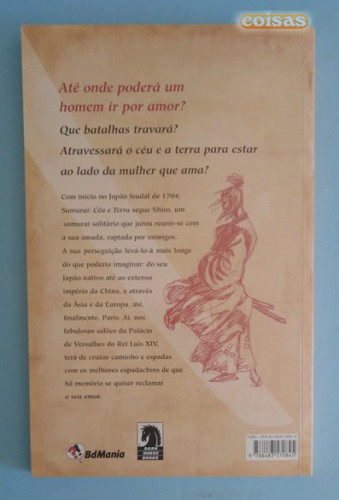 coisas
Até onde poderá um
homem ir por amor?
Que batalhas travará?
Atravessará o céu e a terra para estar
ao lado da mulher que ama?
Com início no Japão feudal de 1704,
Samurai: Céu e Terra segue Shiro, um
samurai solitário que jurou reunir-se com
a sua amada, raptada por inimigos.
A sua perseguição levá-lo-á mais longe
do que poderia imaginar: do seu
Japão nativo até ao extenso
império da China, e através
da Ásia e da Europa, até,
finalmente, Paris. Aí, nos
fabulosos salões do Palácio
de Versalhes do Rei Luís XIV,
terá de cruzar caminho e espadas
com os melhores espadachins de que
há memória se quiser reclamar
o seu amor.
BdMania
DARK
HORSE
BOOKS